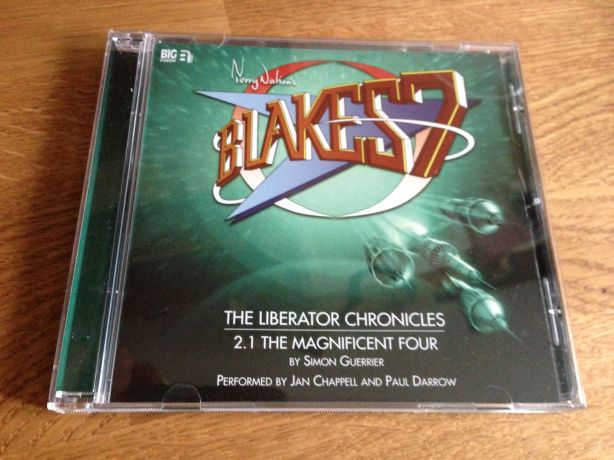 BIG
FINISH
Terry Nation's
BLAKES 7
THE LIBERATOR CHRONICLES
2.1 THE MAGNIFICENT FOUR
BY SIMON GUERRIER
PERFORMED BY JAN CHAPPELL AND PAUL DARROW